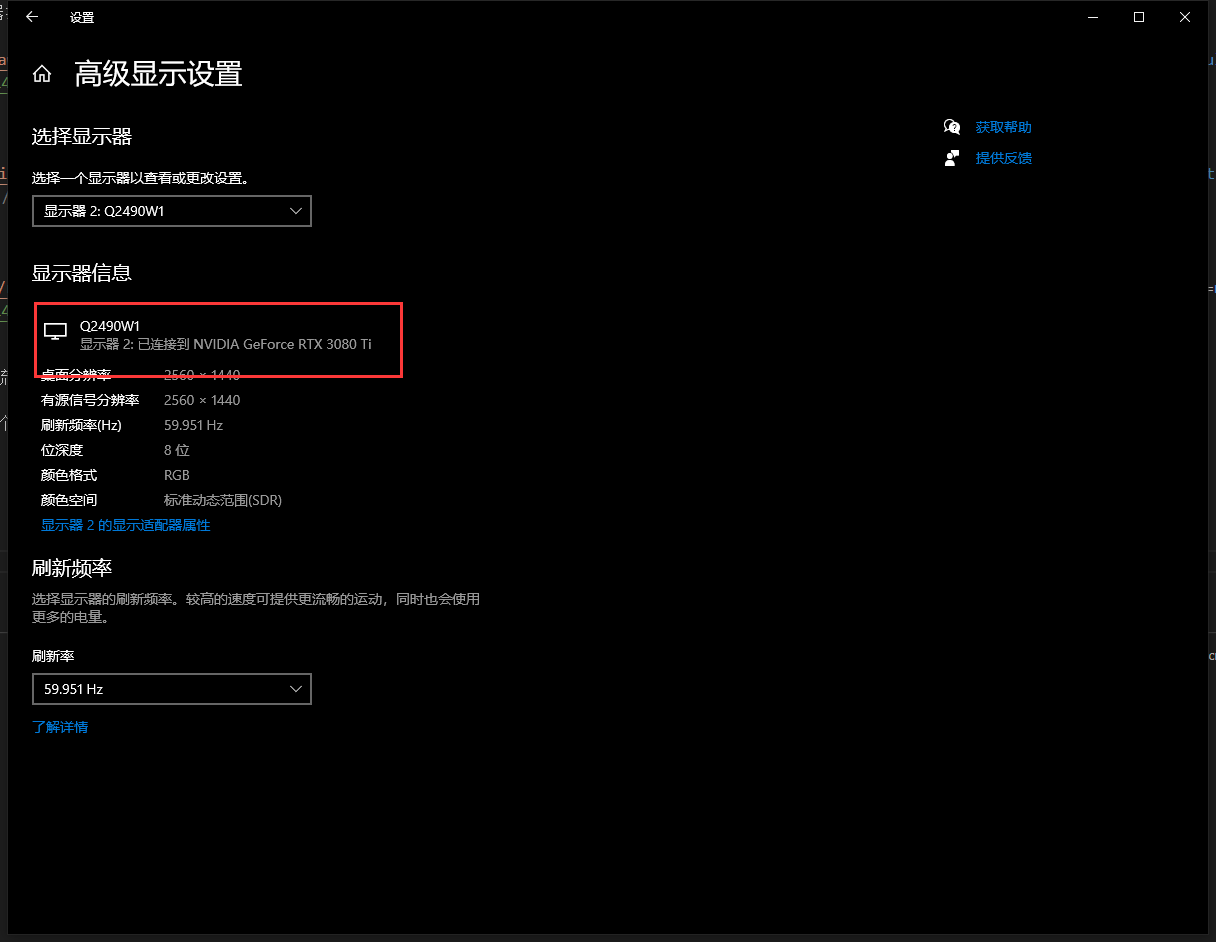 设置
高级显示设置
选择显示器
选择一个显示器以查看或更改设置。
显示器 2: Q2490W1
显示器信息
Q2490W1
显示器 2: 已连接到 NVIDIA GeForce RTX 3080 Ti
桌面分辨率 2560 × 1440
有源信号分辨率 2560 × 1440
刷新频率(Hz) 59.951 Hz
位深度 8 位
颜色格式 RGB
颜色空间 标准动态范围(SDR)
显示器 2 的显示适配器属性
刷新频率
选择显示器的刷新频率。较高的速度可提供更流畅的运动，同时也会使用
更多的电量。
刷新率
59.951 Hz
了解详情
获取帮助
提供反馈